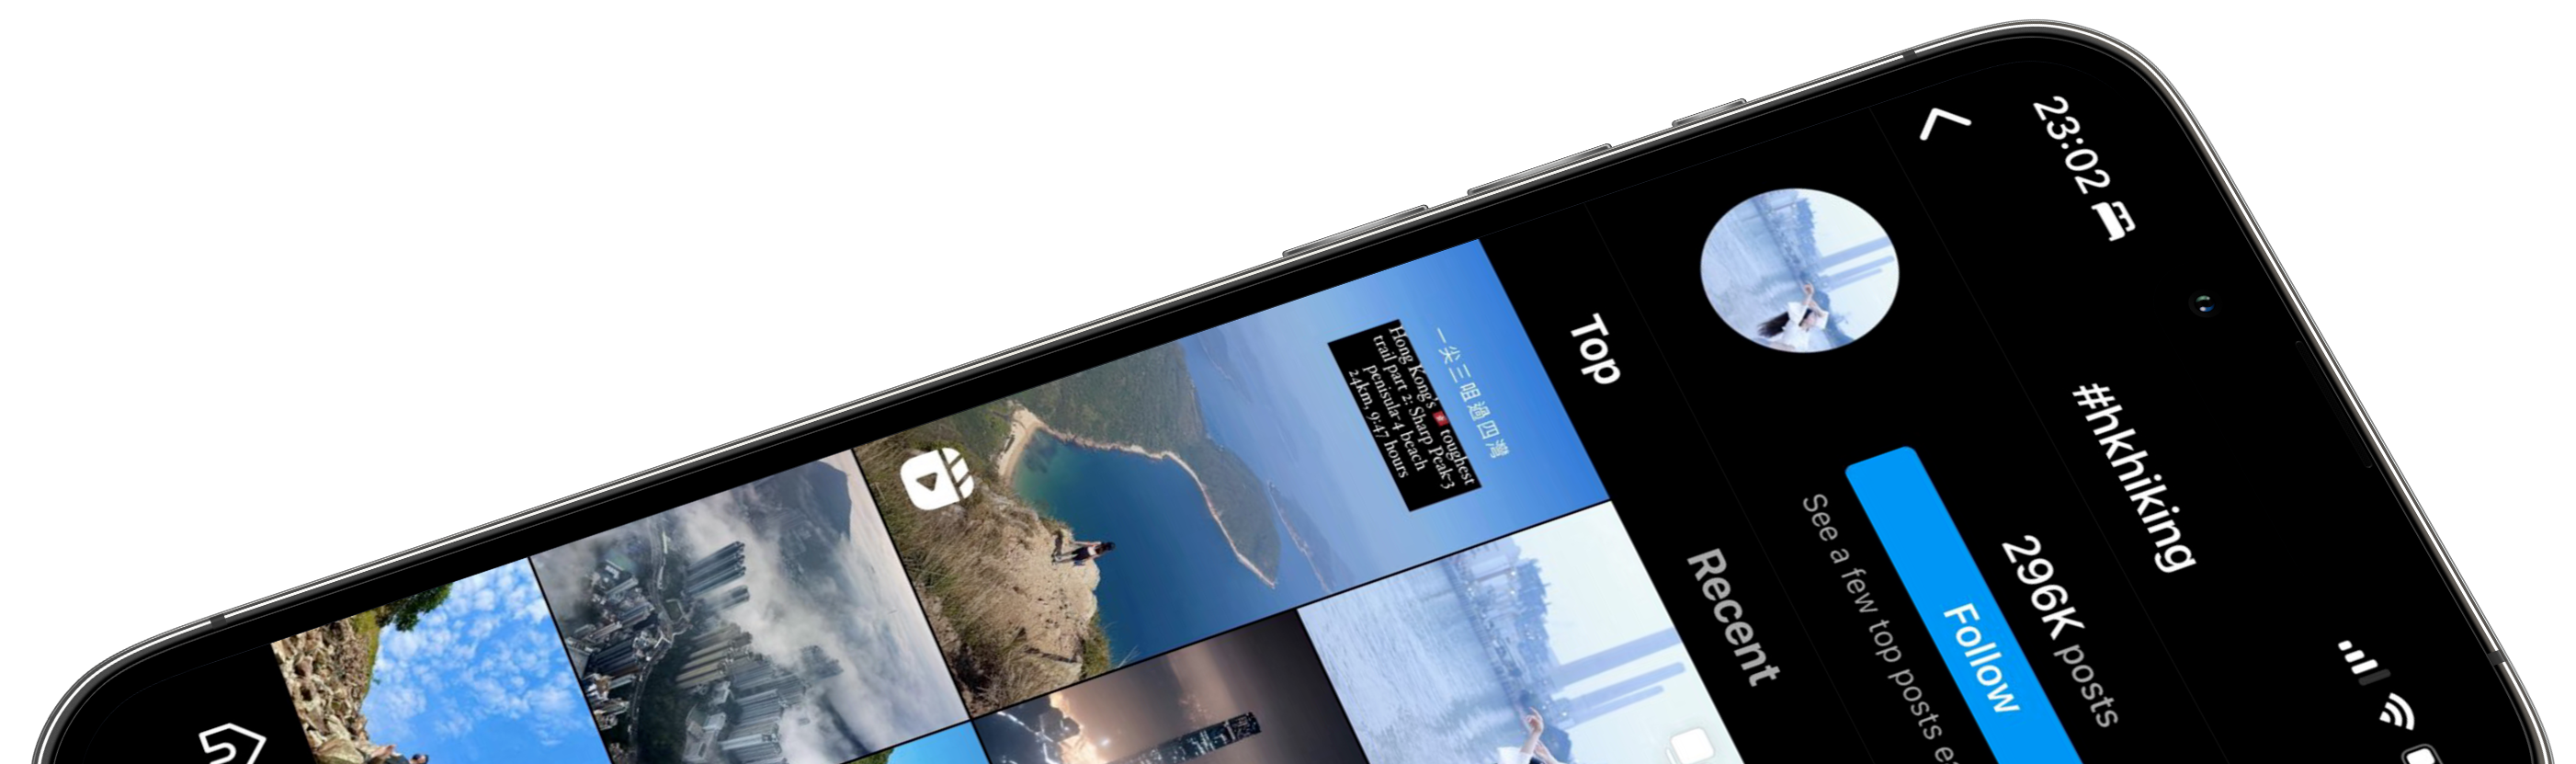 23:02
#hkhiking
296K posts
Follow
See a few top posts
Top
Recent
一尖三咀過四灣
Hong Kong's 🇭🇰 toughest
trail part 2: Sharp Peak-3
penisula-4 beach
24km, 9:47 hours